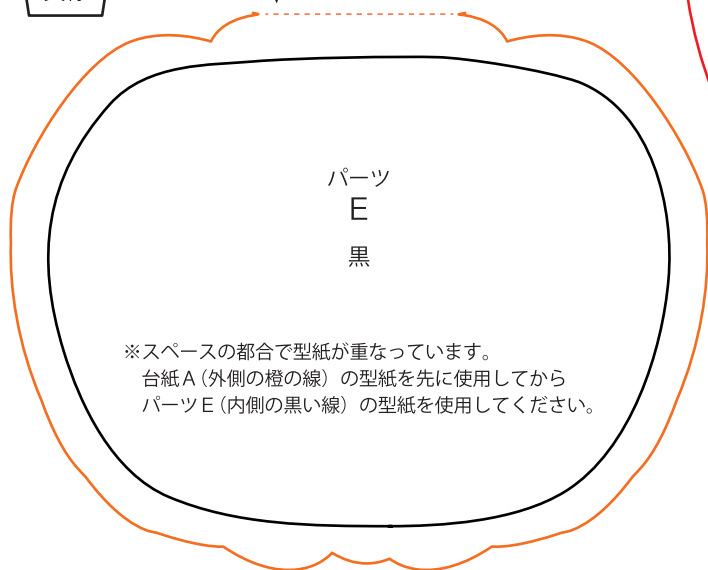 パーツ
E
黒
※スペースの都合で型紙が重なっています。
台紙A（外側の橙の線）の型紙を先に使用してから
パーツE（内側の黒い線）の型紙を使用してください。